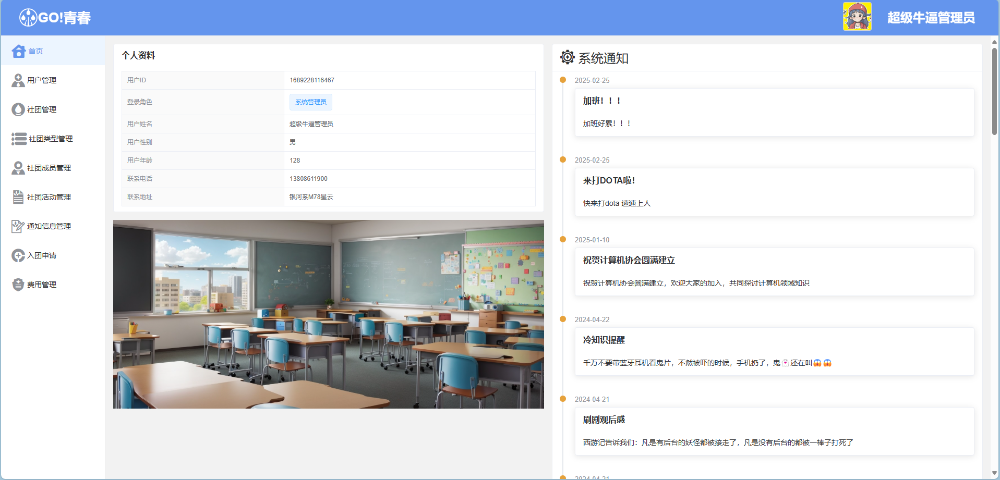 GO!青春
超级牛逼管理员
首页
用户管理
社团管理
社团类型管理
社团成员管理
社团活动管理
通知信息管理
入团申请
费用管理
个人资料
用户ID 1689228116467
登录角色 系统管理员
用户姓名 超级牛逼管理员
用户性别 男
用户年龄 128
联系电话 13808611900
联系地址 银河系M78星云
系统通知
2025-02-25
加班！！！
加班好累！！！
2025-02-25
来打DOTA啦！
快来打dota 速速上人
2025-01-10
祝贺计算机协会圆满建立
祝贺计算机协会圆满建立，欢迎大家的加入，共同探讨计算机领域知识
2024-04-22
冷知识提醒
千万不要带蓝牙耳机看鬼片，不然被吓的时候，手机扔了，鬼👻还在叫😱😱
2024-04-21
刷剧观后感
西游记告诉我们：凡是有后台的妖怪都被接走了，凡是没有后台的都被一棒子打死了
2024-04-21